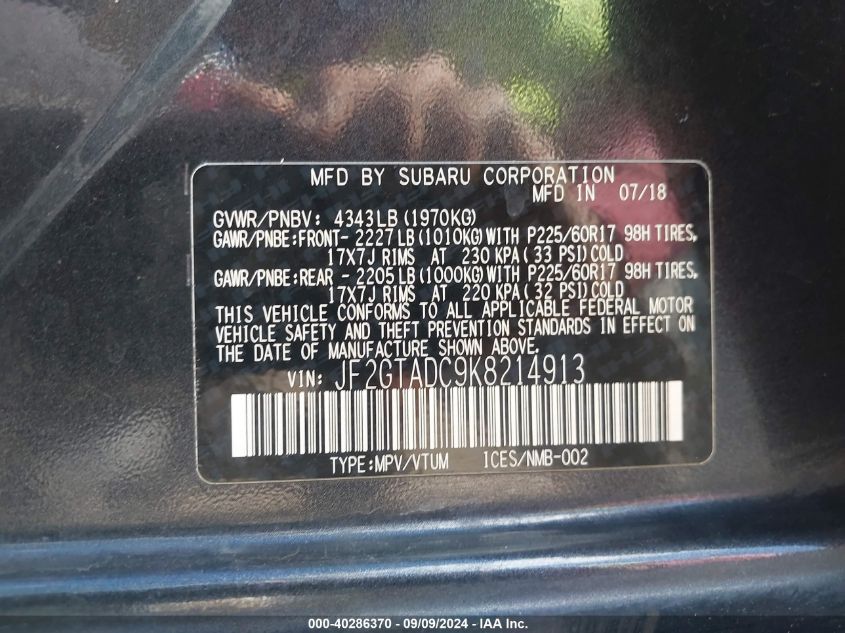 MFD BY SUBARU CORPORATION
MFD IN 07/18
GVWR/PNBV: 4343LB (1970KG)
GAWR/PNBE:FRONT- 2227LB (1010KG)WITH P225/60R17 98H TIRES,
17X7J RIMS AT 230 KPA( 33 PSI)COLD
GAWR/PNBE:REAR - 2205LB (1000KG)WITH P225/60R17 98H TIRES,
17X7J RIMS AT 220 KPA( 32 PSI)COLD
THIS VEHICLE CONFORMS TO ALL APPLICABLE FEDERAL MOTOR
VEHICLE SAFETY AND THEFT PREVENTION STANDARDS IN EFFECT ON
THE DATE OF MANUFACTURE SHOWN ABOVE.
VIN: JF2GTADC9K8214913
TYPE:MPV/VTUM ICES/NMB-002
000-40286370 - 09/09/2024 - IAA Inc.